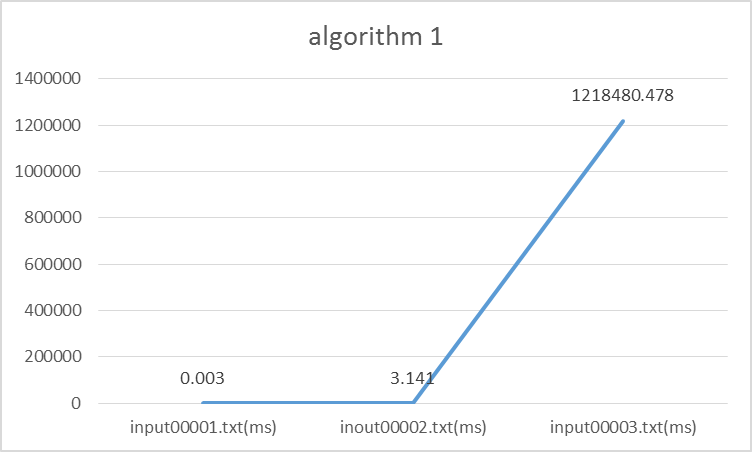 algorithm 1
1400000
1200000
1000000
800000
600000
400000
200000
0
1218480.478
0.003
3.141
input00001.txt(ms)
inout00002.txt(ms)
input00003.txt(ms)